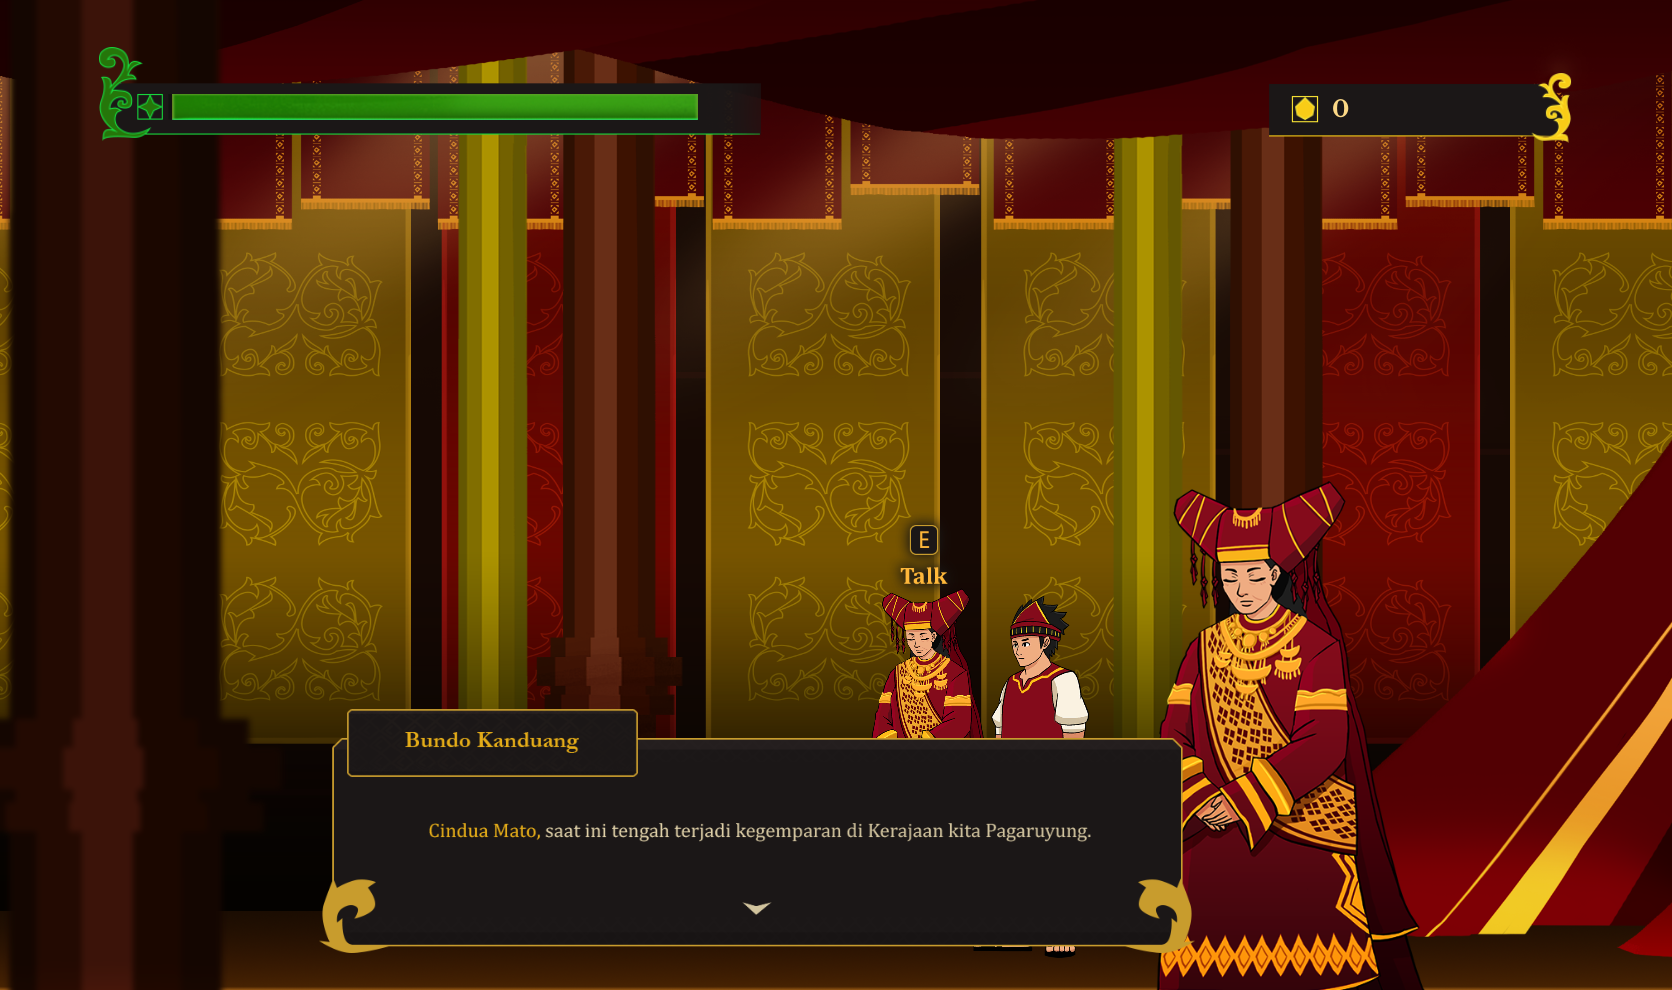 0
E
Talk
Bundo Kanduang
Cindua Mato, saat ini tengah terjadi kegemparan di Kerajaan kita Pagaruyung.